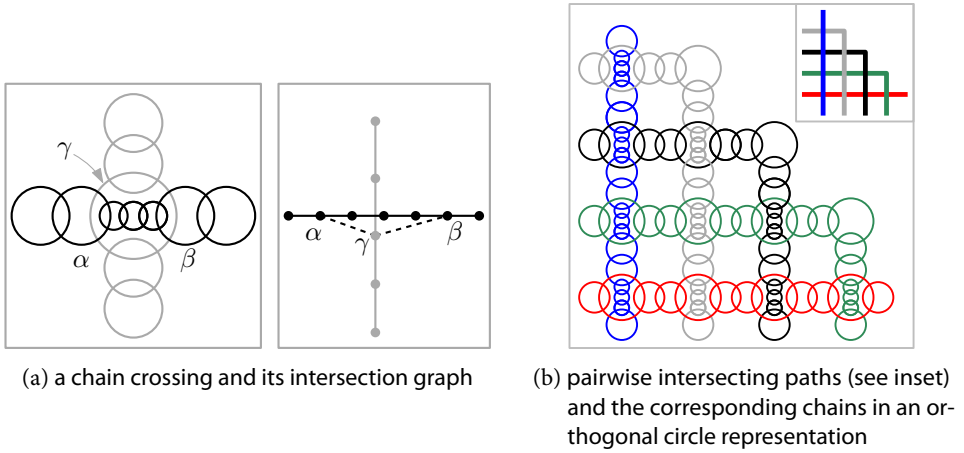 γ
α
β
α
γ
β
(a) a chain crossing and its intersection graph
(b) pairwise intersecting paths (see inset)
and the corresponding chains in an or-
thogonal circle representation